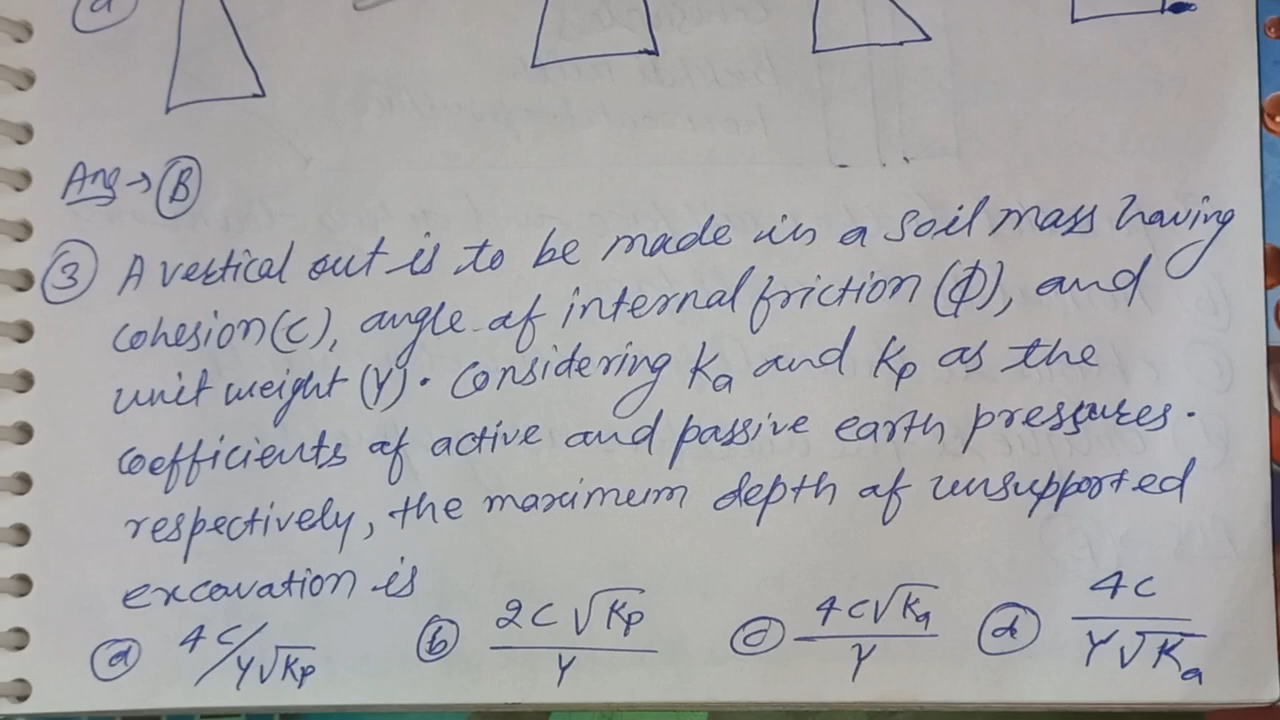 Ans → (B)
(3) A vertical out is to be made in a soil mass having
cohesion (c), angle of internal friction (φ), and
unit weight (γ). Considering Ka and Kp as the
coefficients of active and passive earth pressures.
respectively, the maximum depth of unsupported
excavation is
(a) 4c/γ√Kp (b) 2c√Kp/γ (c) 4c√Ka/γ (d) 4c/γ√Ka